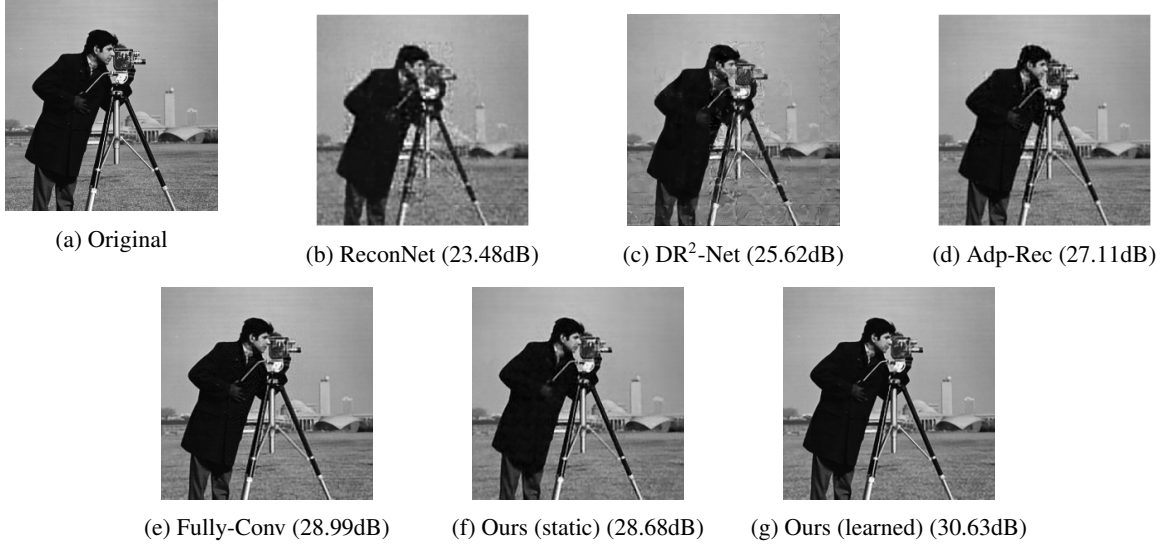 (a) Original
(b) ReconNet (23.48dB)
(c) DR²-Net (25.62dB)
(d) Adp-Rec (27.11dB)
(e) Fully-Conv (28.99dB)
(f) Ours (static) (28.68dB)
(g) Ours (learned) (30.63dB)